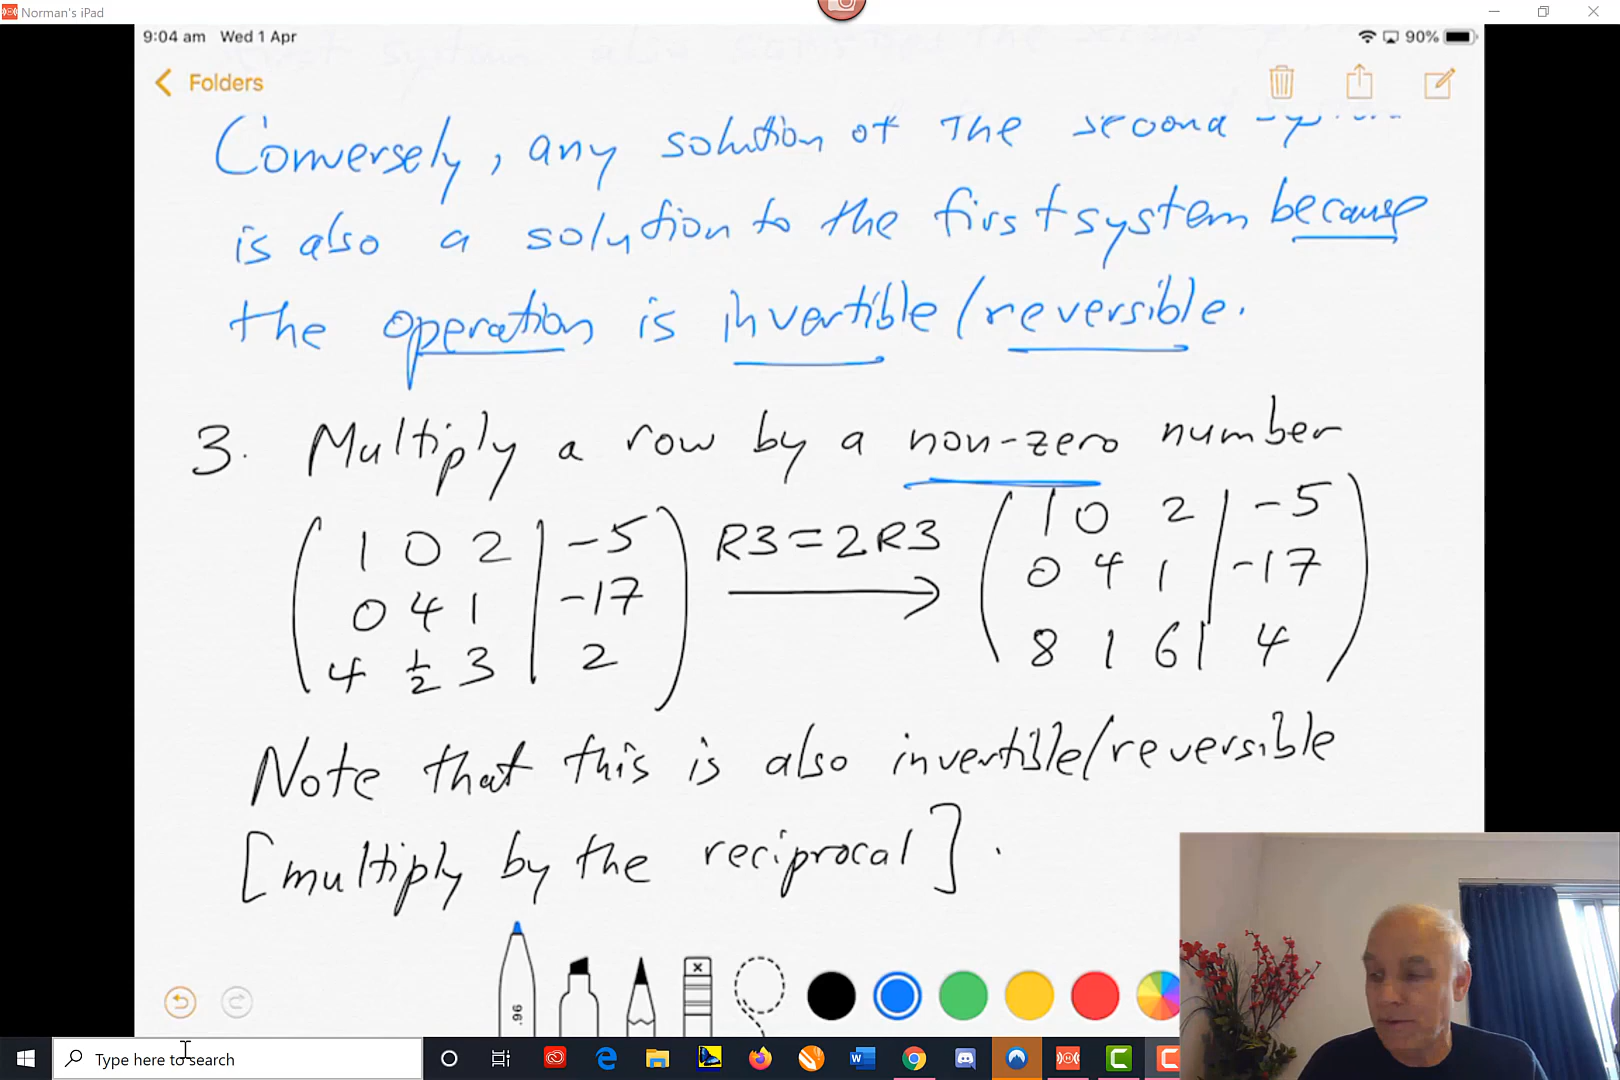 Norman's iPad
9:04 am Wed 1 Apr
90%
Folders
Conversely, any solution of the second system
is also a solution to the first system because
the operation is invertible/reversible.
3. Multiply a row by a non-zero number
1 0 2 | -5
0 4 1 | -17
4 1/2 3 | 2
R3=2R3
1 0 2 | -5
0 4 1 | -17
8 1 6 | 4
Note that this is also invertible/reversible
[multiply by the reciprocal].
96
Type here to search